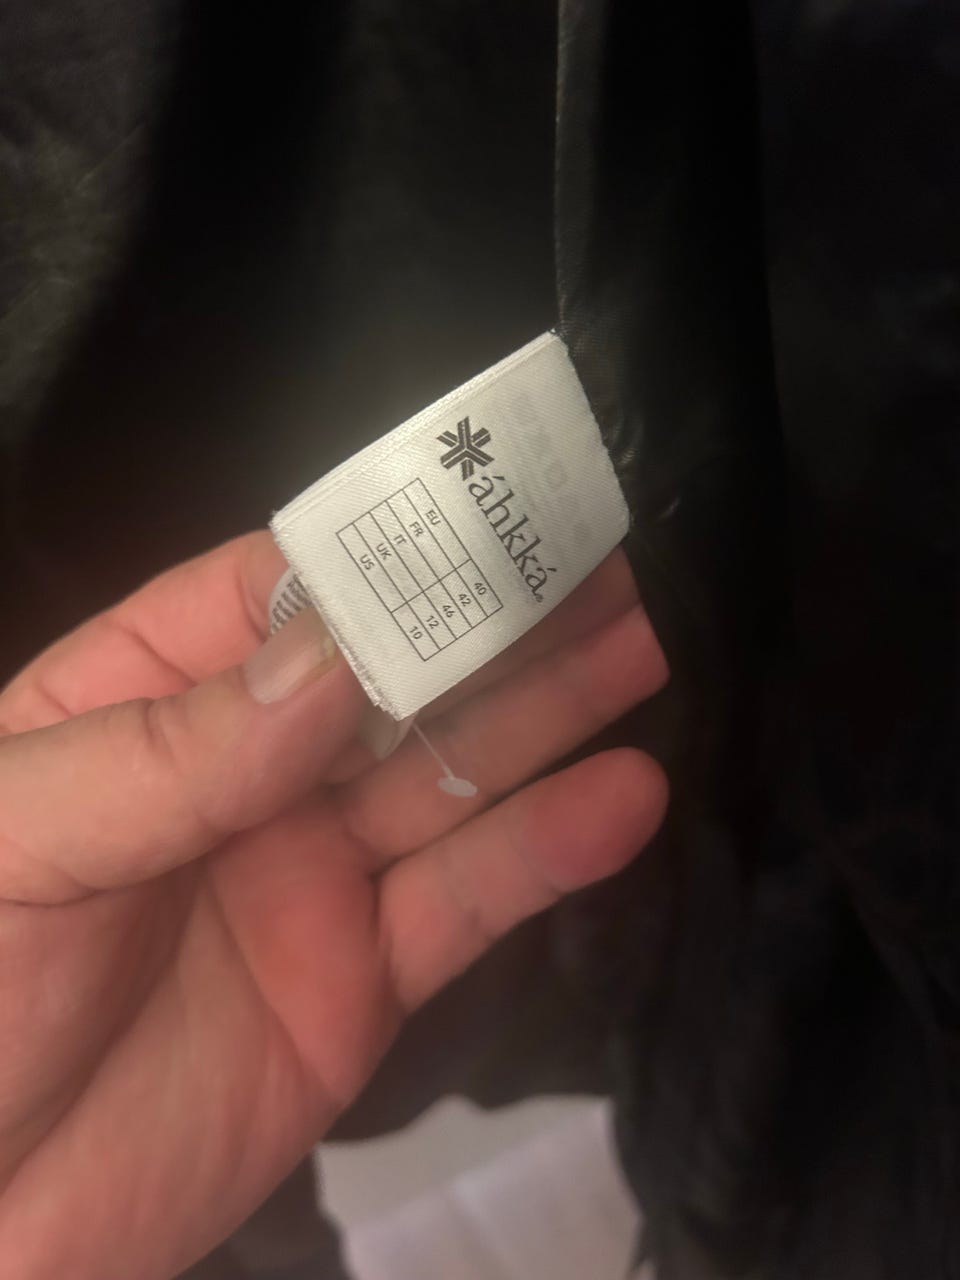 áhkká®
EU 40
FR 42
IT 46
UK 12
US 10